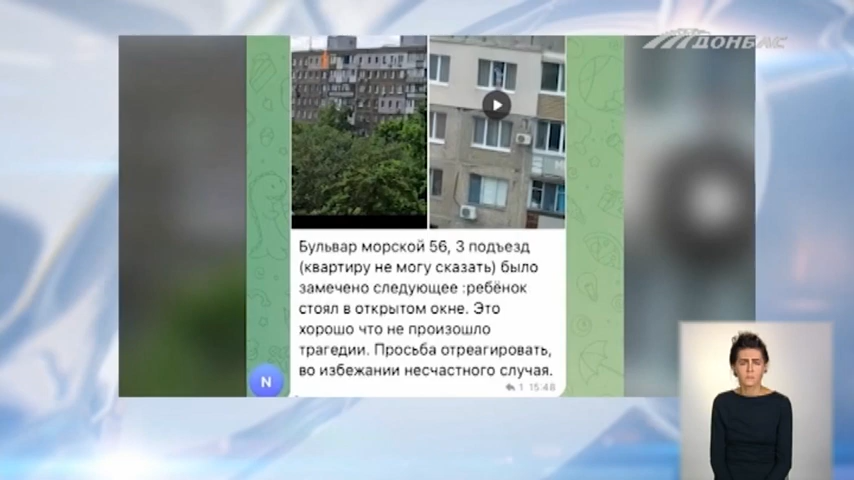 ДОНБАС
Бульвар морской 56, 3 подъезд
(квартиру не могу сказать) было
замечено следующее :ребёнок
стоял в открытом окне. Это
хорошо что не произошло
трагедии. Просьба отреагировать,
во избежании несчастного случая.
1 15:48
N